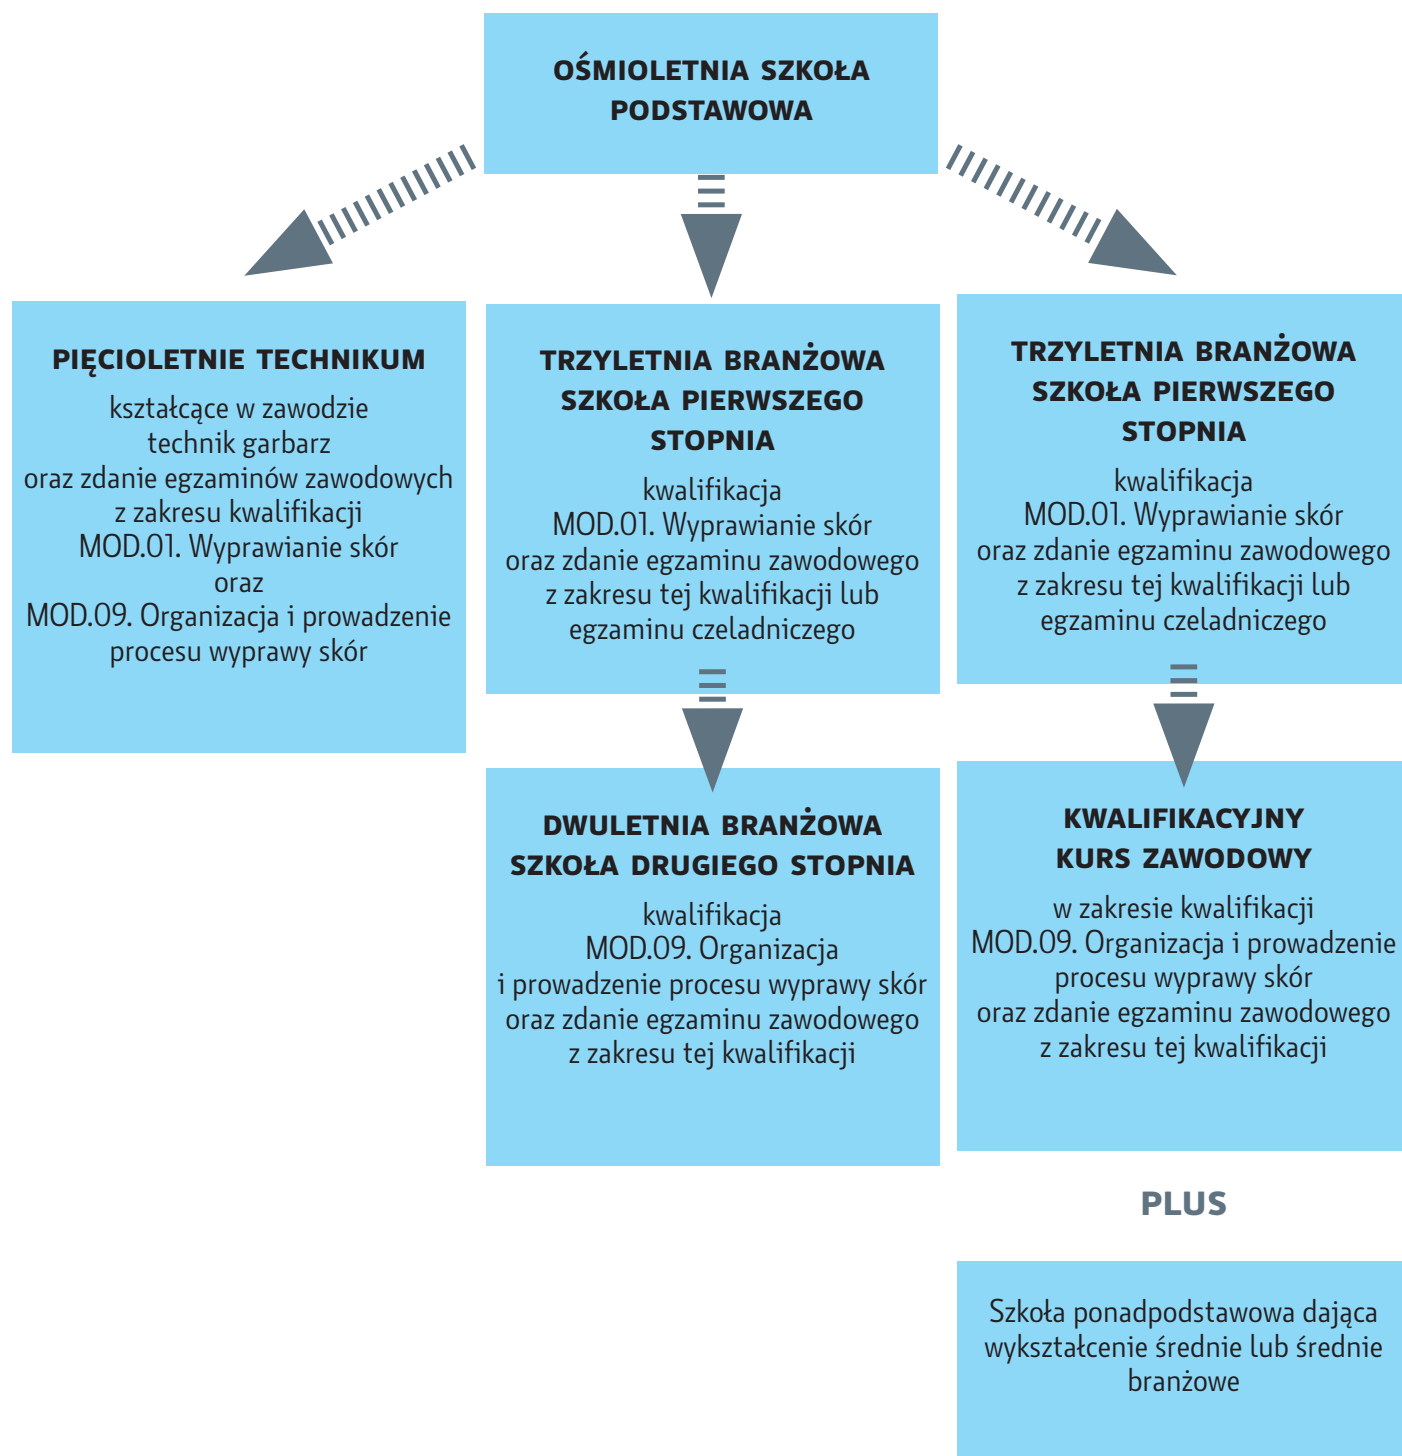 OŚMIOLETNIA SZKOŁA
PODSTAWOWA
PIĘCIOLETNIE TECHNIKUM
kształcące w zawodzie
technik garbarz
oraz zdanie egzaminów zawodowych
z zakresu kwalifikacji
MOD.01. Wyprawianie skór
oraz
MOD.09. Organizacja i prowadzenie
procesu wyprawy skór
TRZYLETNIA BRANŻOWA
SZKOŁA PIERWSZEGO
STOPNIA
kwalifikacja
MOD.01. Wyprawianie skór
oraz zdanie egzaminu zawodowego
z zakresu tej kwalifikacji lub
egzaminu czeladniczego
TRZYLETNIA BRANŻOWA
SZKOŁA PIERWSZEGO
STOPNIA
kwalifikacja
MOD.01. Wyprawianie skór
oraz zdanie egzaminu zawodowego
z zakresu tej kwalifikacji lub
egzaminu czeladniczego
DWULETNIA BRANŻOWA
SZKOŁA DRUGIEGO STOPNIA
kwalifikacja
MOD.09. Organizacja
i prowadzenie procesu wyprawy skór
oraz zdanie egzaminu zawodowego
z zakresu tej kwalifikacji
KWALIFIKACYJNY
KURS ZAWODOWY
w zakresie kwalifikacji
MOD.09. Organizacja i prowadzenie
procesu wyprawy skór
oraz zdanie egzaminu zawodowego
z zakresu tej kwalifikacji
PLUS
Szkoła ponadpodstawowa dająca
wykształcenie średnie lub średnie
branżowe